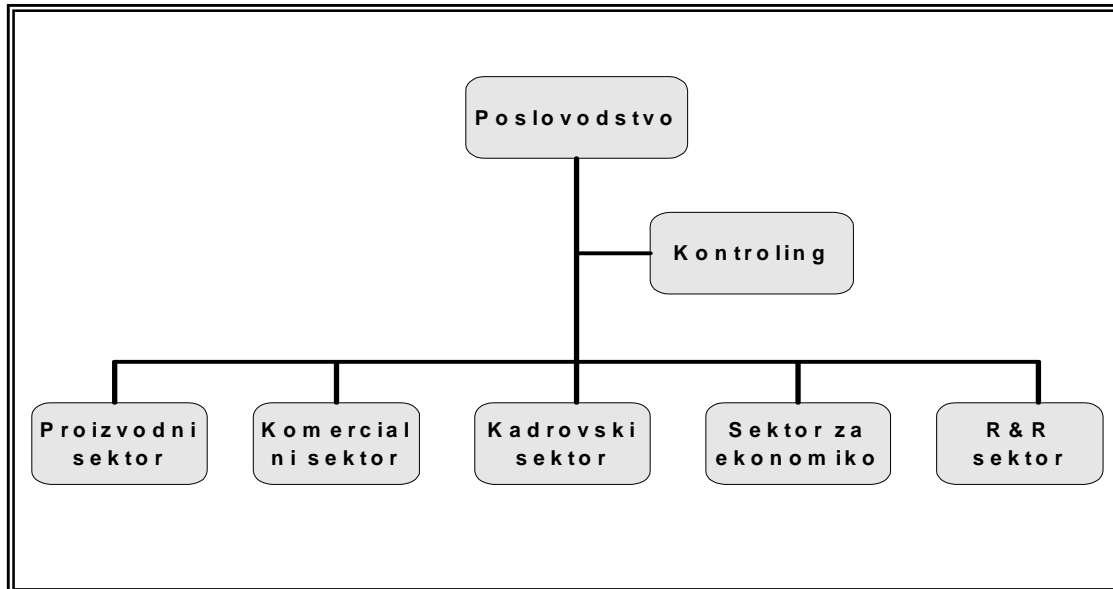 Poslovodstvo
Kontroling
Proizvodni
sektor
Komercial
ni sektor
Kadrovski
sektor
Sektor za
ekonomiko
R & R
sektor